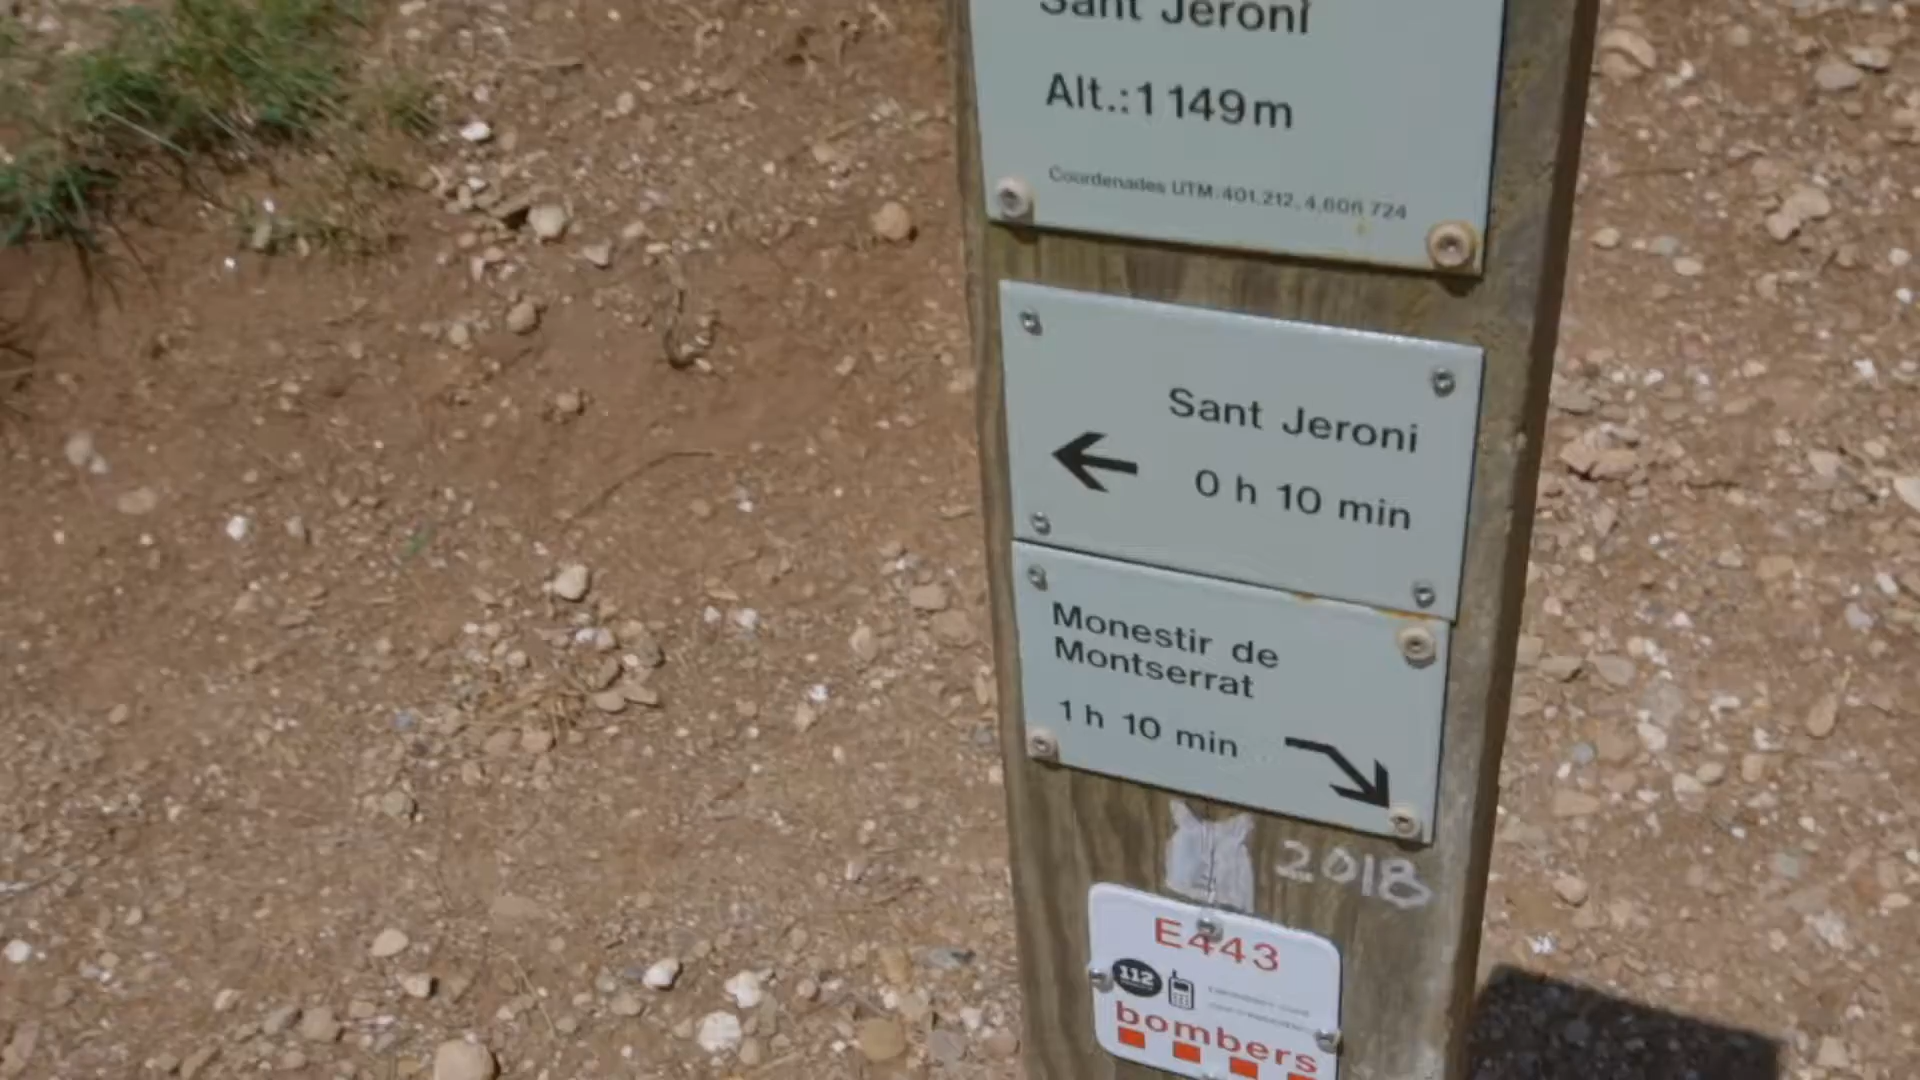 Sant Jeroni
Alt.:1149m
Coordenades UTM:401.212, 4.606 724
Sant Jeroni
0 h 10 min
Monestir de
Montserrat
1 h 10 min
2018
E443
112
bombers